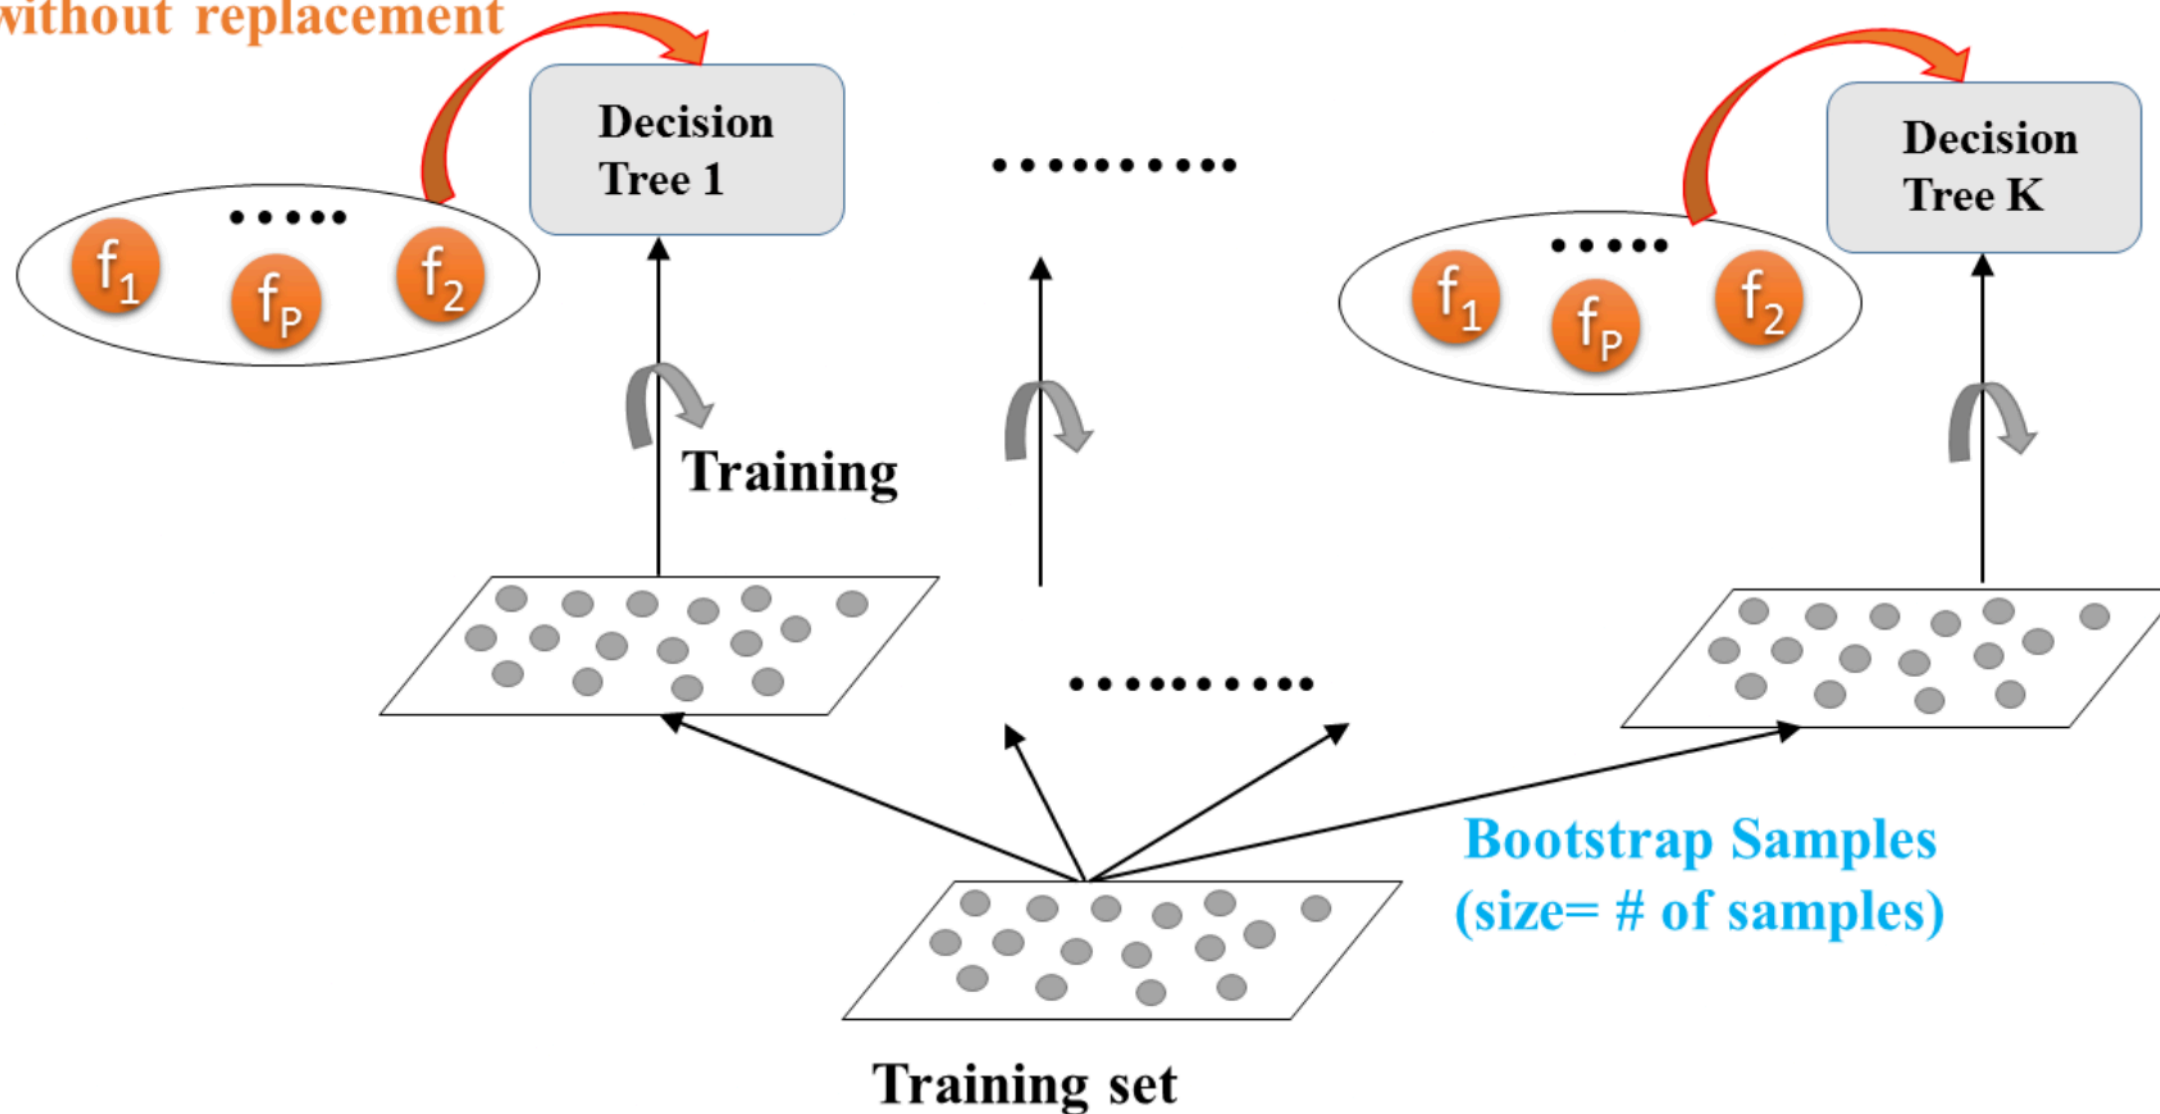 without replacement
Decision
Tree 1
Decision
Tree K
f1
fP
f2
f1
fP
f2
Training
Bootstrap Samples
(size= # of samples)
Training set